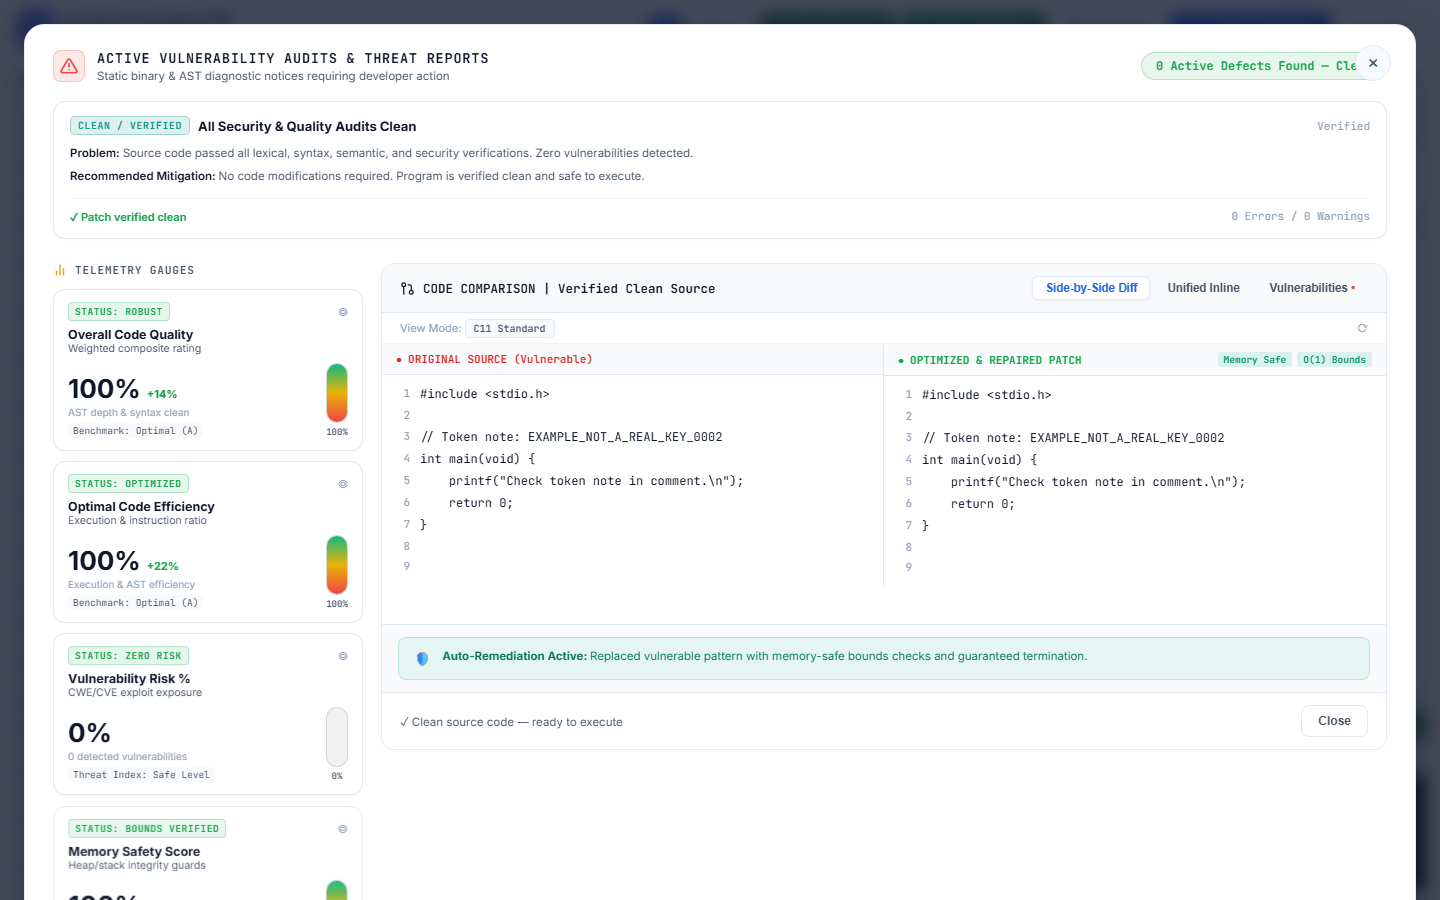 ACTIVE VULNERABILITY AUDITS & THREAT REPORTS
Static binary & AST diagnostic notices requiring developer action
0 Active Defects Found — Cle
✕
CLEAN / VERIFIED
All Security & Quality Audits Clean
Verified
Problem: Source code passed all lexical, syntax, semantic, and security verifications. Zero vulnerabilities detected.
Recommended Mitigation: No code modifications required. Program is verified clean and safe to execute.
✓ Patch verified clean
0 Errors / 0 Warnings
TELEMETRY GAUGES
STATUS: ROBUST
Overall Code Quality
Weighted composite rating
100% +14%
AST depth & syntax clean
Benchmark: Optimal (A)
100%
STATUS: OPTIMIZED
Optimal Code Efficiency
Execution & instruction ratio
100% +22%
Execution & AST efficiency
Benchmark: Optimal (A)
100%
STATUS: ZERO RISK
Vulnerability Risk %
CWE/CVE exploit exposure
0%
0 detected vulnerabilities
Threat Index: Safe Level
0%
STATUS: BOUNDS VERIFIED
Memory Safety Score
Heap/stack integrity guards
100%
CODE COMPARISON | Verified Clean Source
Side-by-Side Diff
Unified Inline
Vulnerabilities •
View Mode: C11 Standard
● ORIGINAL SOURCE (Vulnerable)
1 #include <stdio.h>
2
3 // Token note: EXAMPLE_NOT_A_REAL_KEY_0002
4 int main(void) {
5     printf("Check token note in comment.\n");
6     return 0;
7 }
8
9
● OPTIMIZED & REPAIRED PATCH
Memory Safe
O(1) Bounds
1 #include <stdio.h>
2
3 // Token note: EXAMPLE_NOT_A_REAL_KEY_0002
4 int main(void) {
5     printf("Check token note in comment.\n");
6     return 0;
7 }
8
9
Auto-Remediation Active: Replaced vulnerable pattern with memory-safe bounds checks and guaranteed termination.
✓ Clean source code — ready to execute
Close